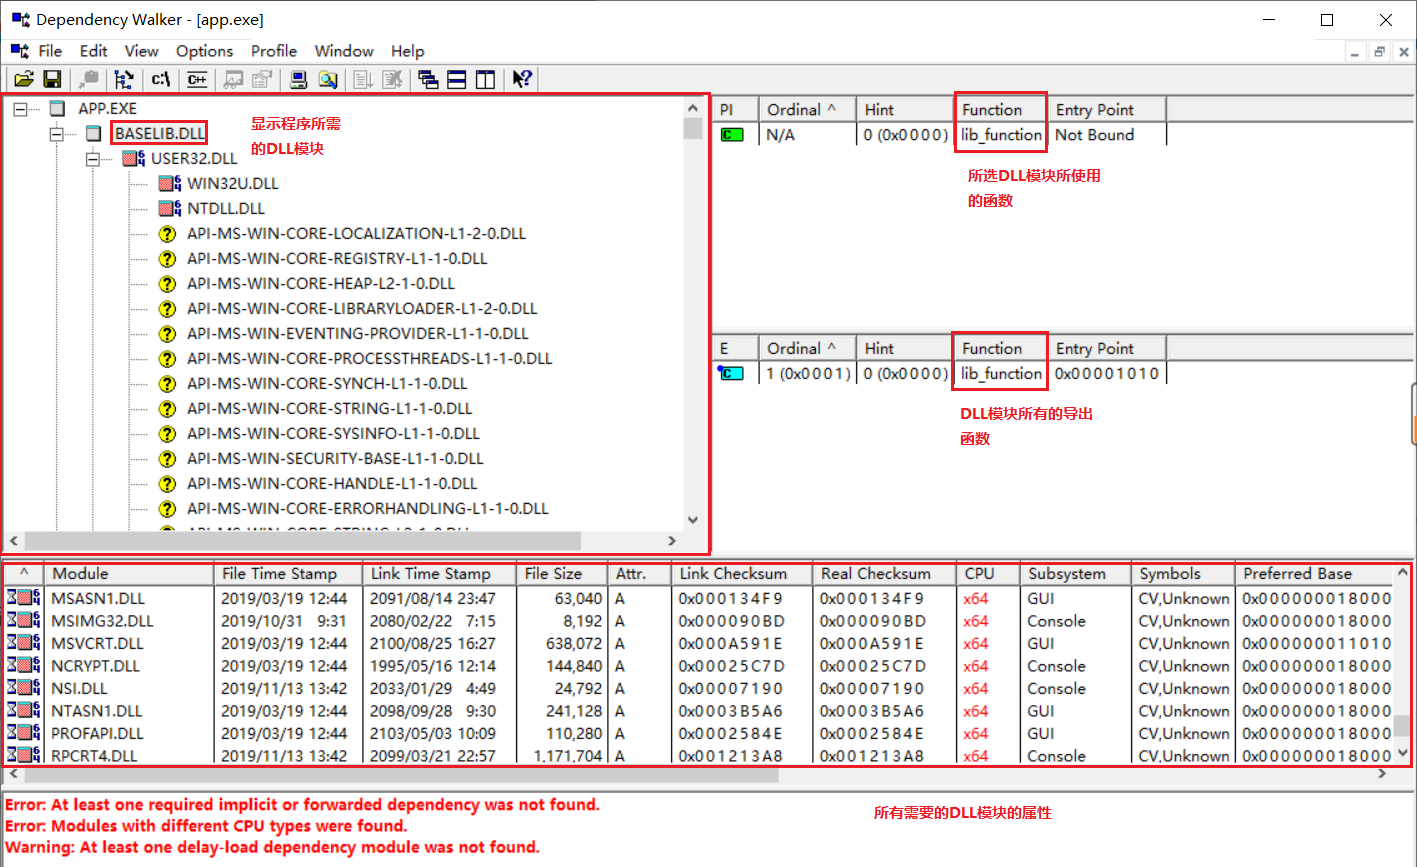 Dependency Walker - [app.exe]
File Edit View Options Profile Window Help
C:\ C++
APP.EXE
BASELIB.DLL
显示程序所需
的DLL模块
USER32.DLL
WIN32U.DLL
NTDLL.DLL
API-MS-WIN-CORE-LOCALIZATION-L1-2-0.DLL
API-MS-WIN-CORE-REGISTRY-L1-1-0.DLL
API-MS-WIN-CORE-HEAP-L2-1-0.DLL
API-MS-WIN-CORE-LIBRARYLOADER-L1-2-0.DLL
API-MS-WIN-EVENTING-PROVIDER-L1-1-0.DLL
API-MS-WIN-CORE-PROCESSTHREADS-L1-1-0.DLL
API-MS-WIN-CORE-SYNCH-L1-1-0.DLL
API-MS-WIN-CORE-STRING-L1-1-0.DLL
API-MS-WIN-CORE-SYSINFO-L1-1-0.DLL
API-MS-WIN-SECURITY-BASE-L1-1-0.DLL
API-MS-WIN-CORE-HANDLE-L1-1-0.DLL
API-MS-WIN-CORE-ERRORHANDLING-L1-1-0.DLL
PI Ordinal ^ Hint Function Entry Point
C N/A 0 (0x0000) lib_function Not Bound
所选DLL模块所使用
的函数
E Ordinal ^ Hint Function Entry Point
C 1 (0x0001) 0 (0x0000) lib_function 0x00001010
DLL模块所有的导出
函数
^ Module File Time Stamp Link Time Stamp File Size Attr. Link Checksum Real Checksum CPU Subsystem Symbols Preferred Base
MSASN1.DLL 2019/03/19 12:44 2091/08/14 23:47 63,040 A 0x000134F9 0x000134F9 x64 GUI CV,Unknown 0x000000018000
MSIMG32.DLL 2019/10/31 9:31 2080/02/22 7:15 8,192 A 0x000090BD 0x000090BD x64 Console CV,Unknown 0x000000018000
MSVCRT.DLL 2019/03/19 12:44 2100/08/25 16:27 638,072 A 0x000A591E 0x000A591E x64 GUI CV,Unknown 0x000000011010
NCRYPT.DLL 2019/03/19 12:44 1995/05/16 12:14 144,840 A 0x00025C7D 0x00025C7D x64 Console CV,Unknown 0x000000018000
NSI.DLL 2019/11/13 13:42 2033/01/29 4:49 24,792 A 0x00007190 0x00007190 x64 Console CV,Unknown 0x000000018000
NTASN1.DLL 2019/03/19 12:44 2098/09/28 9:30 241,128 A 0x0003B5A6 0x0003B5A6 x64 GUI CV,Unknown 0x000000018000
PROFAPI.DLL 2019/03/19 12:44 2103/05/03 10:09 110,280 A 0x0002584E 0x0002584E x64 GUI CV,Unknown 0x000000018000
RPCRT4.DLL 2019/11/13 13:42 2099/03/21 22:57 1,171,704 A 0x001213A8 0x001213A8 x64 Console CV,Unknown 0x000000018000
Error: At least one required implicit or forwarded dependency was not found.
Error: Modules with different CPU types were found.
Warning: At least one delay-load dependency module was not found.
所有需要的DLL模块的属性